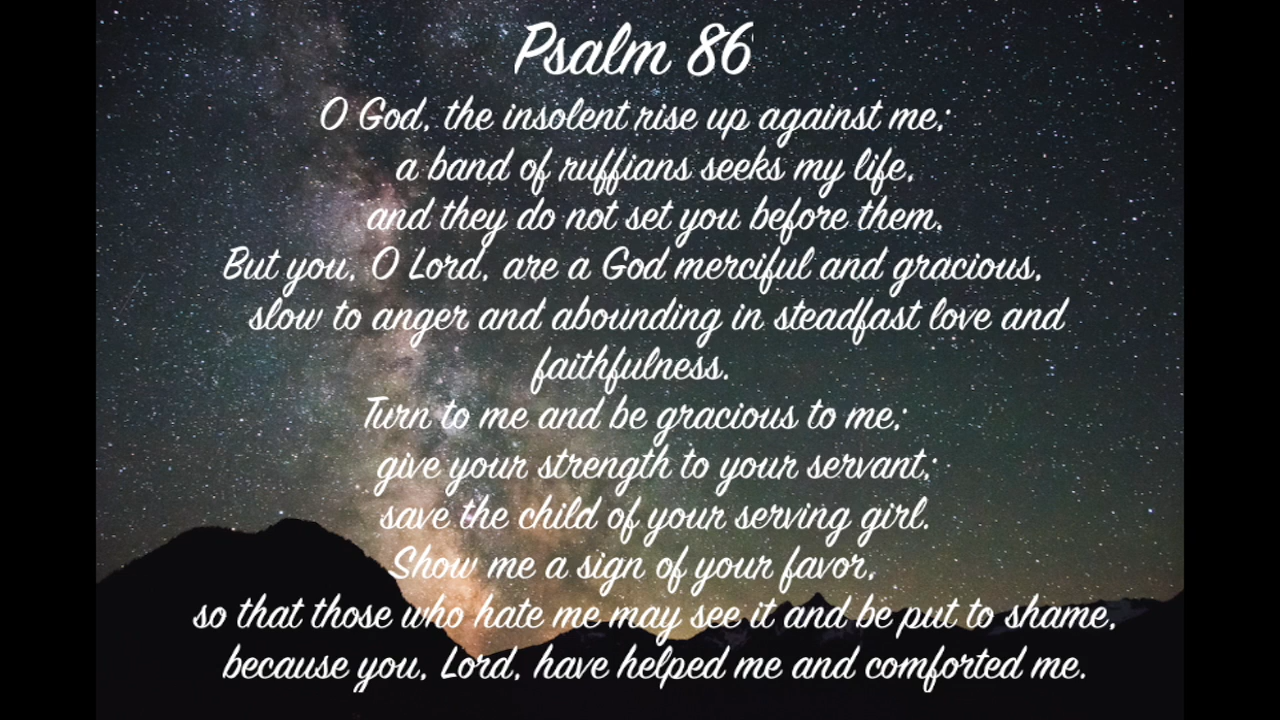 Psalm 86
O God, the insolent rise up against me;
a band of ruffians seeks my life,
and they do not set you before them.
But you, O Lord, are a God merciful and gracious,
slow to anger and abounding in steadfast love and
faithfulness.
Turn to me and be gracious to me;
give your strength to your servant;
save the child of your serving girl.
Show me a sign of your favor,
so that those who hate me may see it and be put to shame,
because you, Lord, have helped me and comforted me.